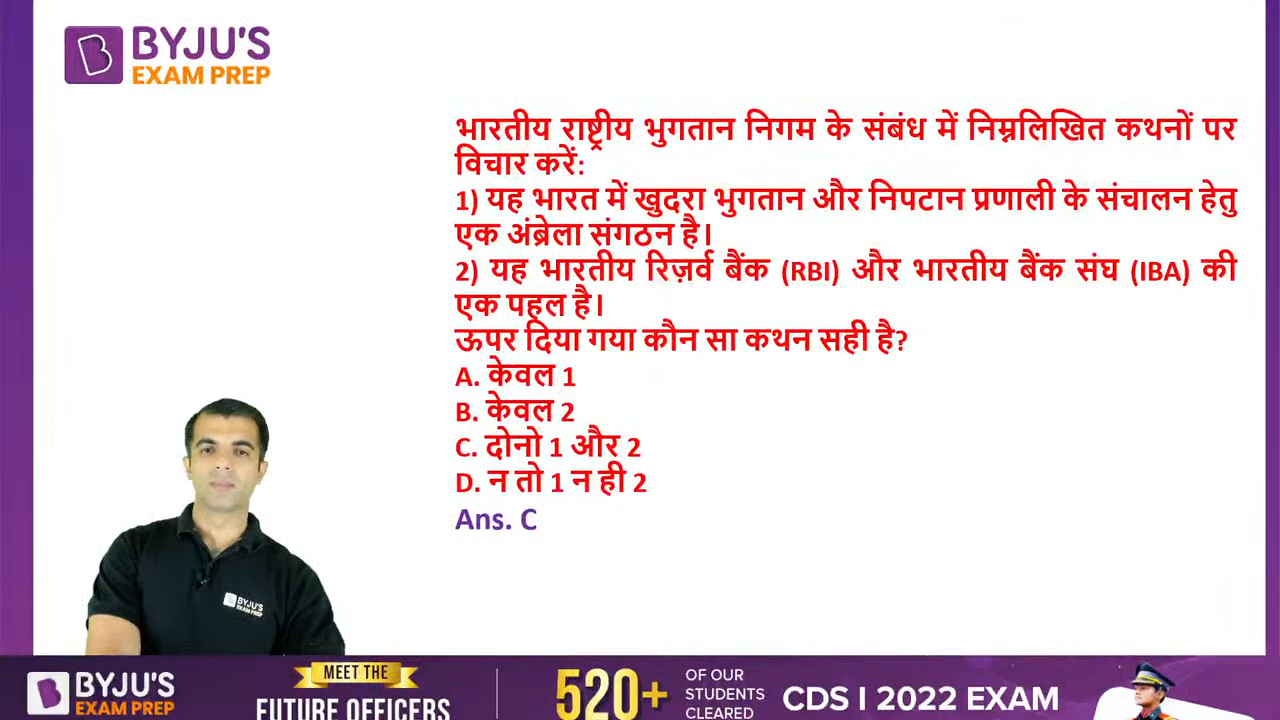 BYJU'S
EXAM PREP
भारतीय राष्ट्रीय भुगतान निगम के संबंध में निम्नलिखित कथनों पर
विचार करें:
1) यह भारत में खुदरा भुगतान और निपटान प्रणाली के संचालन हेतु
एक अंब्रेला संगठन है।
2) यह भारतीय रिज़र्व बैंक (RBI) और भारतीय बैंक संघ (IBA) की
एक पहल है।
ऊपर दिया गया कौन सा कथन सही है?
A. केवल 1
B. केवल 2
C. दोनो 1 और 2
D. न तो 1 न ही 2
Ans. C
BYJU'S
EXAM PREP
BYJU'S
EXAM PREP
MEET THE
FUTURE OFFICERS
520+
OF OUR
STUDENTS
CLEARED
CDS I 2022 EXAM